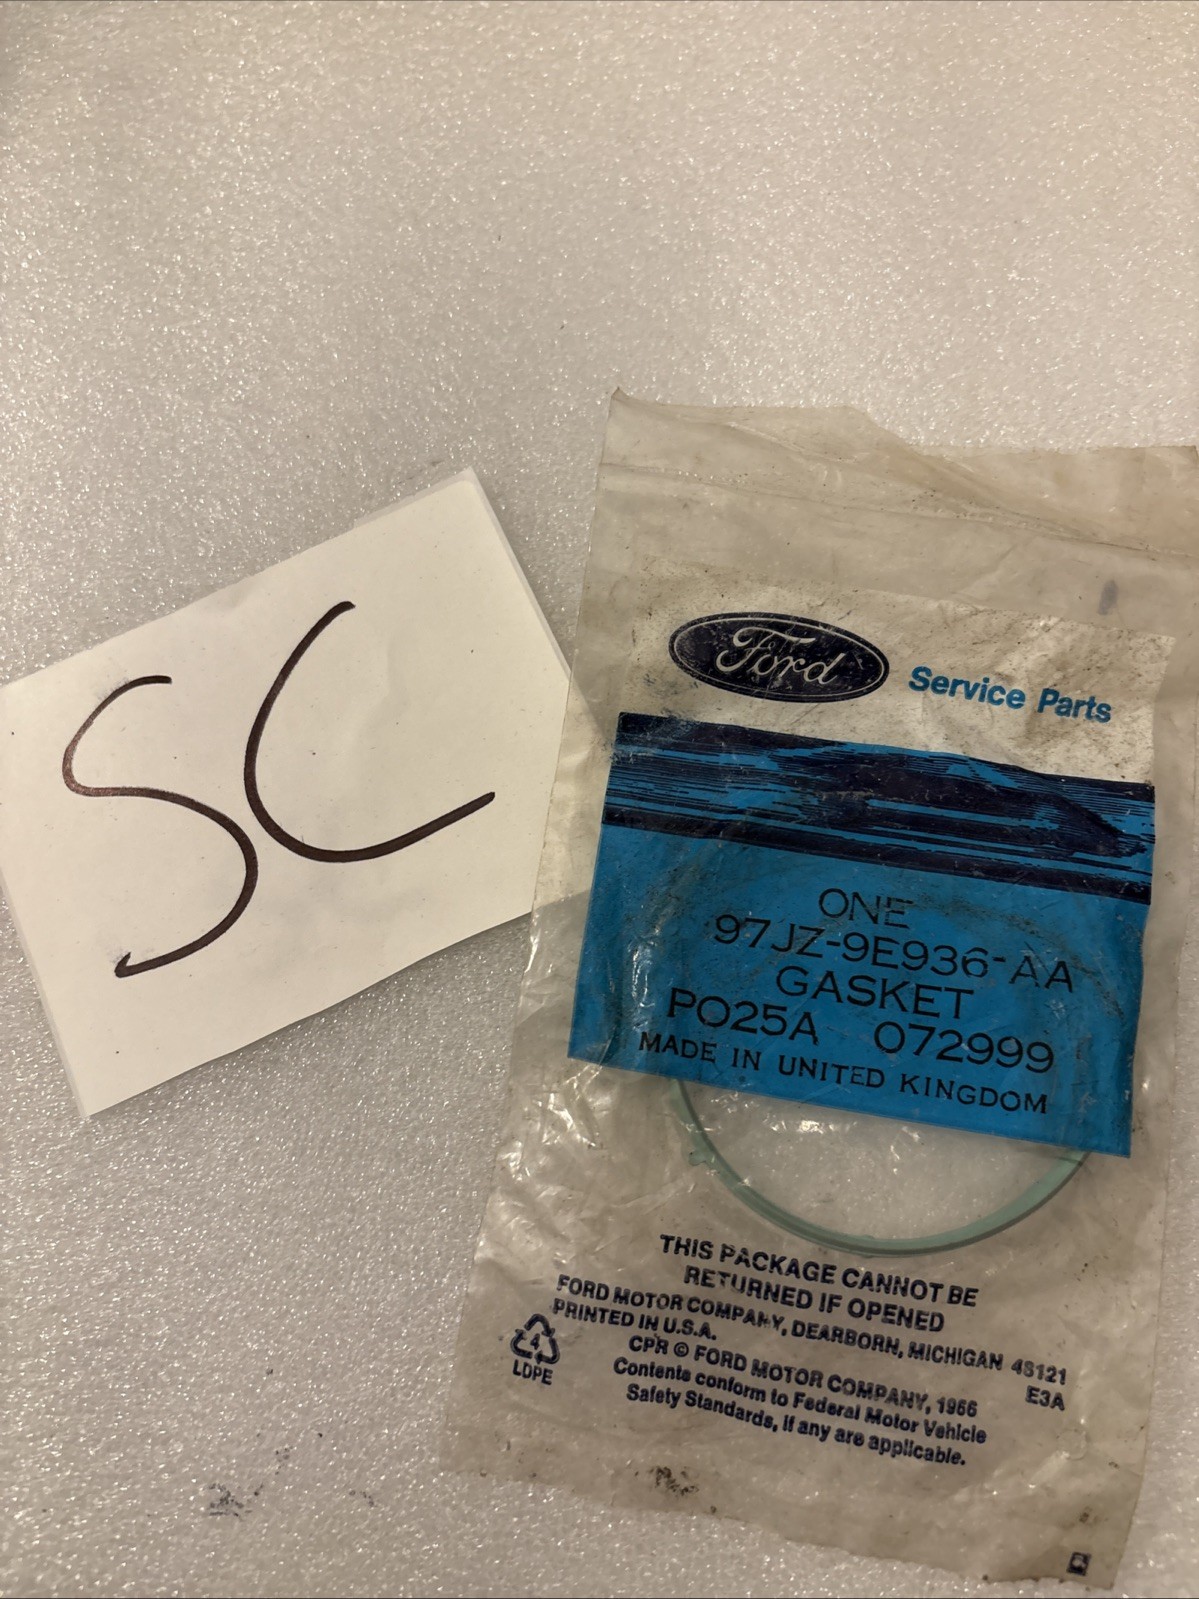 SC
Ford Service Parts
ONE
97JZ-9E936-AA
GASKET
PO25A 072999
MADE IN UNITED KINGDOM
THIS PACKAGE CANNOT BE
RETURNED IF OPENED
FORD MOTOR COMPANY, DEARBORN, MICHIGAN 48121
PRINTED IN U.S.A. E3A
CPR © FORD MOTOR COMPANY, 1966
Contents conform to Federal Motor Vehicle
Safety Standards, if any are applicable.
4
LDPE